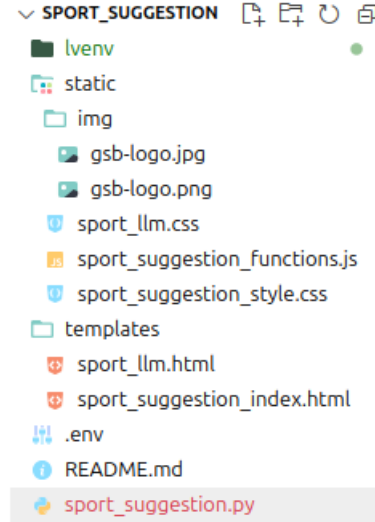 SPORT_SUGGESTION
lvenv
static
img
gsb-logo.jpg
gsb-logo.png
sport_llm.css
JS sport_suggestion_functions.js
sport_suggestion_style.css
templates
sport_llm.html
sport_suggestion_index.html
.env
README.md
sport_suggestion.py